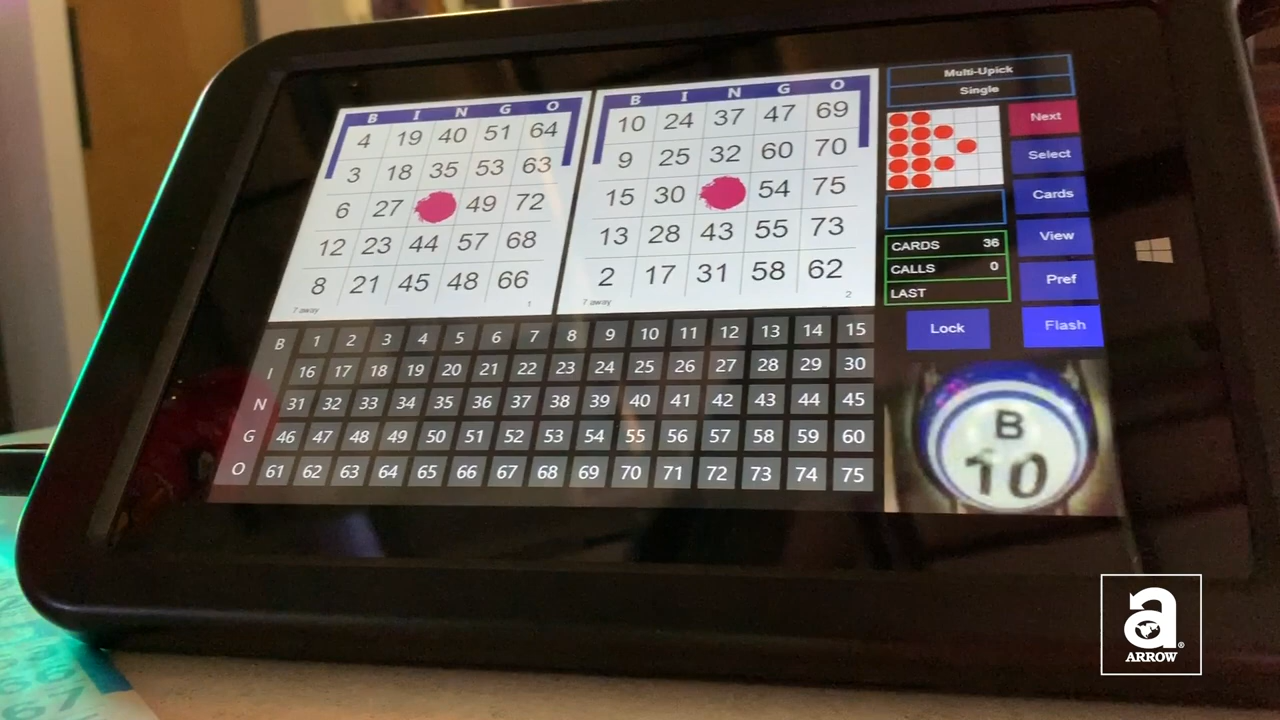 B I N G O
4 19 40 51 64
3 18 35 53 63
6 27 49 72
12 23 44 57 68
8 21 45 48 66
7 away 1
B I N G O
10 24 37 47 69
9 25 32 60 70
15 30 54 75
13 28 43 55 73
2 17 31 58 62
7 away 2
Multi-Upick
Single
Next
Select
Cards
View
Pref
Flash
CARDS 36
CALLS 0
LAST
Lock
B 1 2 3 4 5 6 7 8 9 10 11 12 13 14 15
I 16 17 18 19 20 21 22 23 24 25 26 27 28 29 30
N 31 32 33 34 35 36 37 38 39 40 41 42 43 44 45
G 46 47 48 49 50 51 52 53 54 55 56 57 58 59 60
O 61 62 63 64 65 66 67 68 69 70 71 72 73 74 75
B
10
a
ARROW®